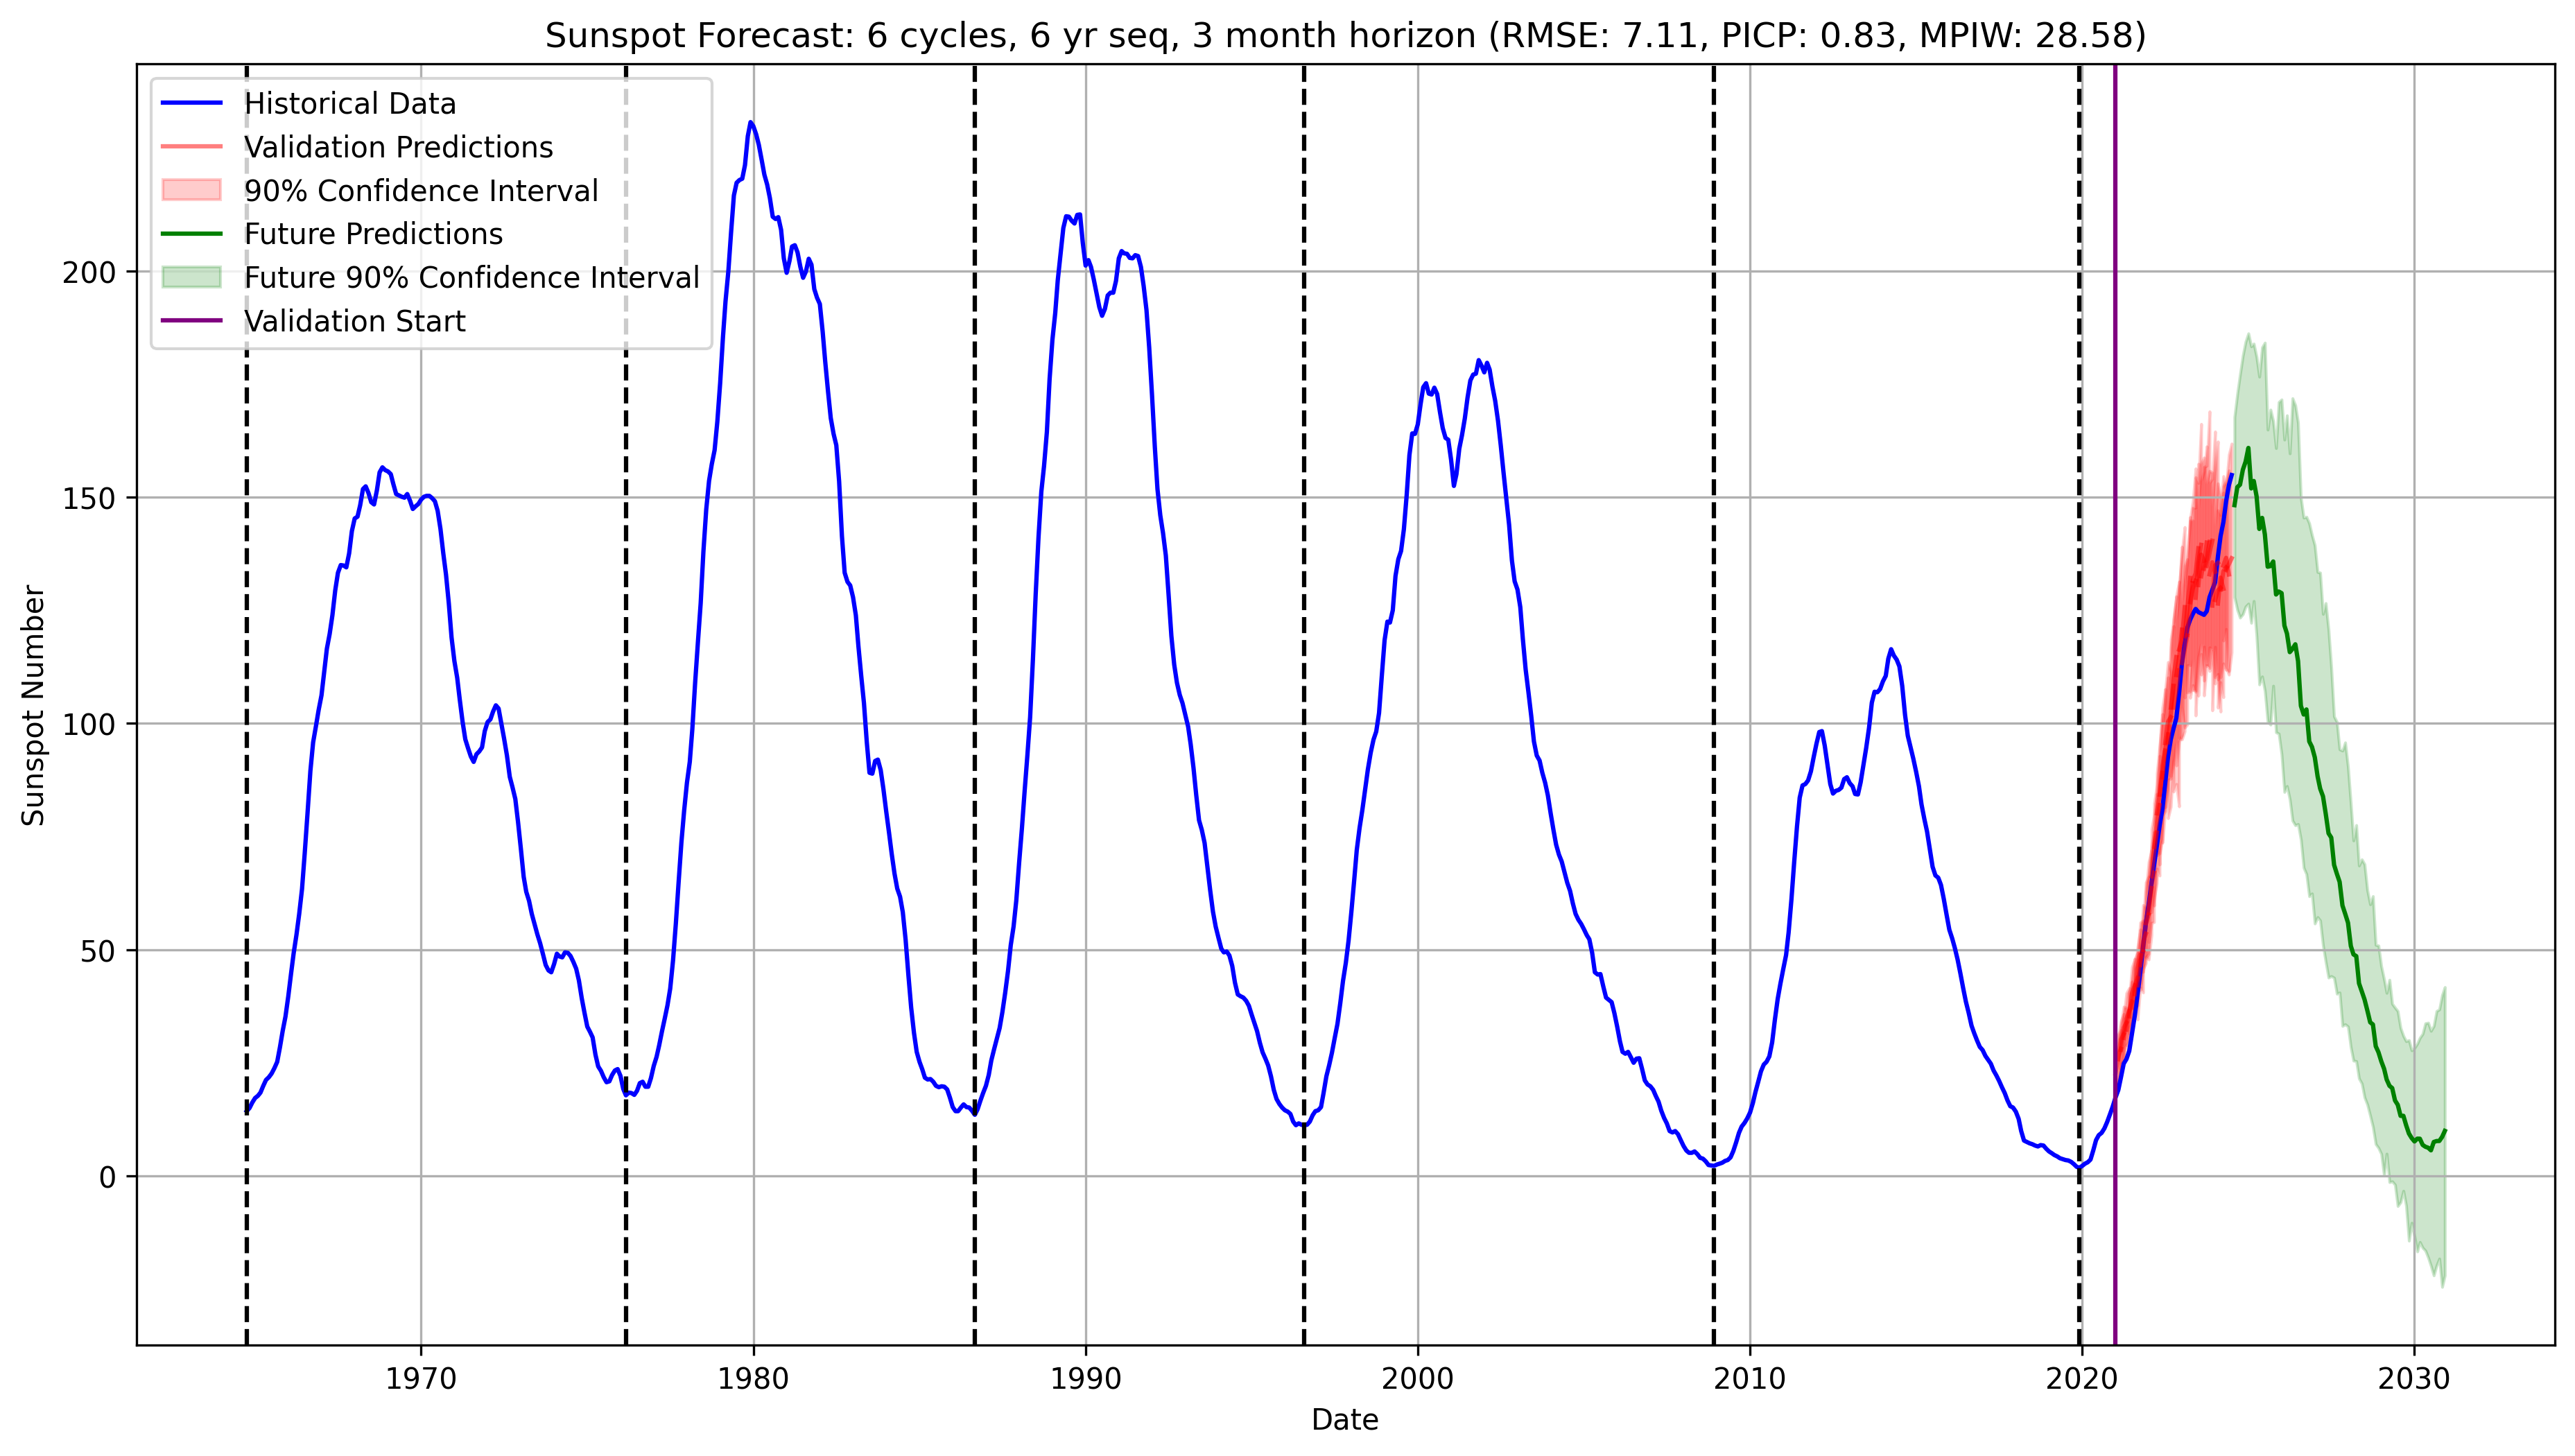 Sunspot Forecast: 6 cycles, 6 yr seq, 3 month horizon (RMSE: 7.11, PICP: 0.83, MPIW: 28.58)
Historical Data
Validation Predictions
90% Confidence Interval
Future Predictions
Future 90% Confidence Interval
Validation Start
Sunspot Number
200
150
100
50
0
1970 1980 1990 2000 2010 2020 2030
Date